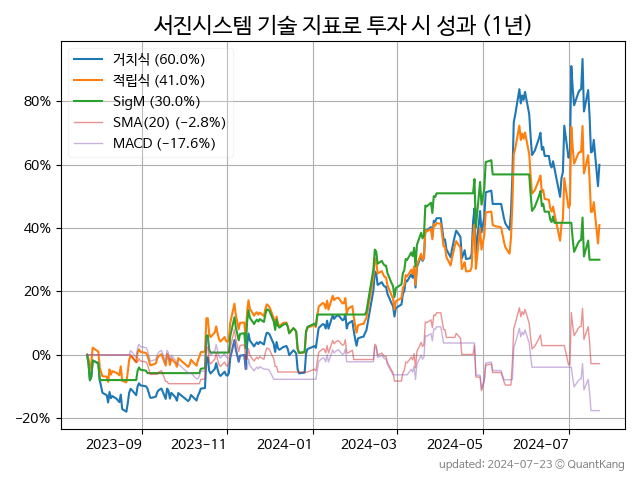 서진시스템 기술 지표로 투자 시 성과 (1년)
거치식 (60.0%)
적립식 (41.0%)
SigM (30.0%)
SMA(20) (−2.8%)
MACD (−17.6%)
80%
60%
40%
20%
0%
−20%
2023-09 2023-11 2024-01 2024-03 2024-05 2024-07
updated: 2024-07-23 © QuantKang